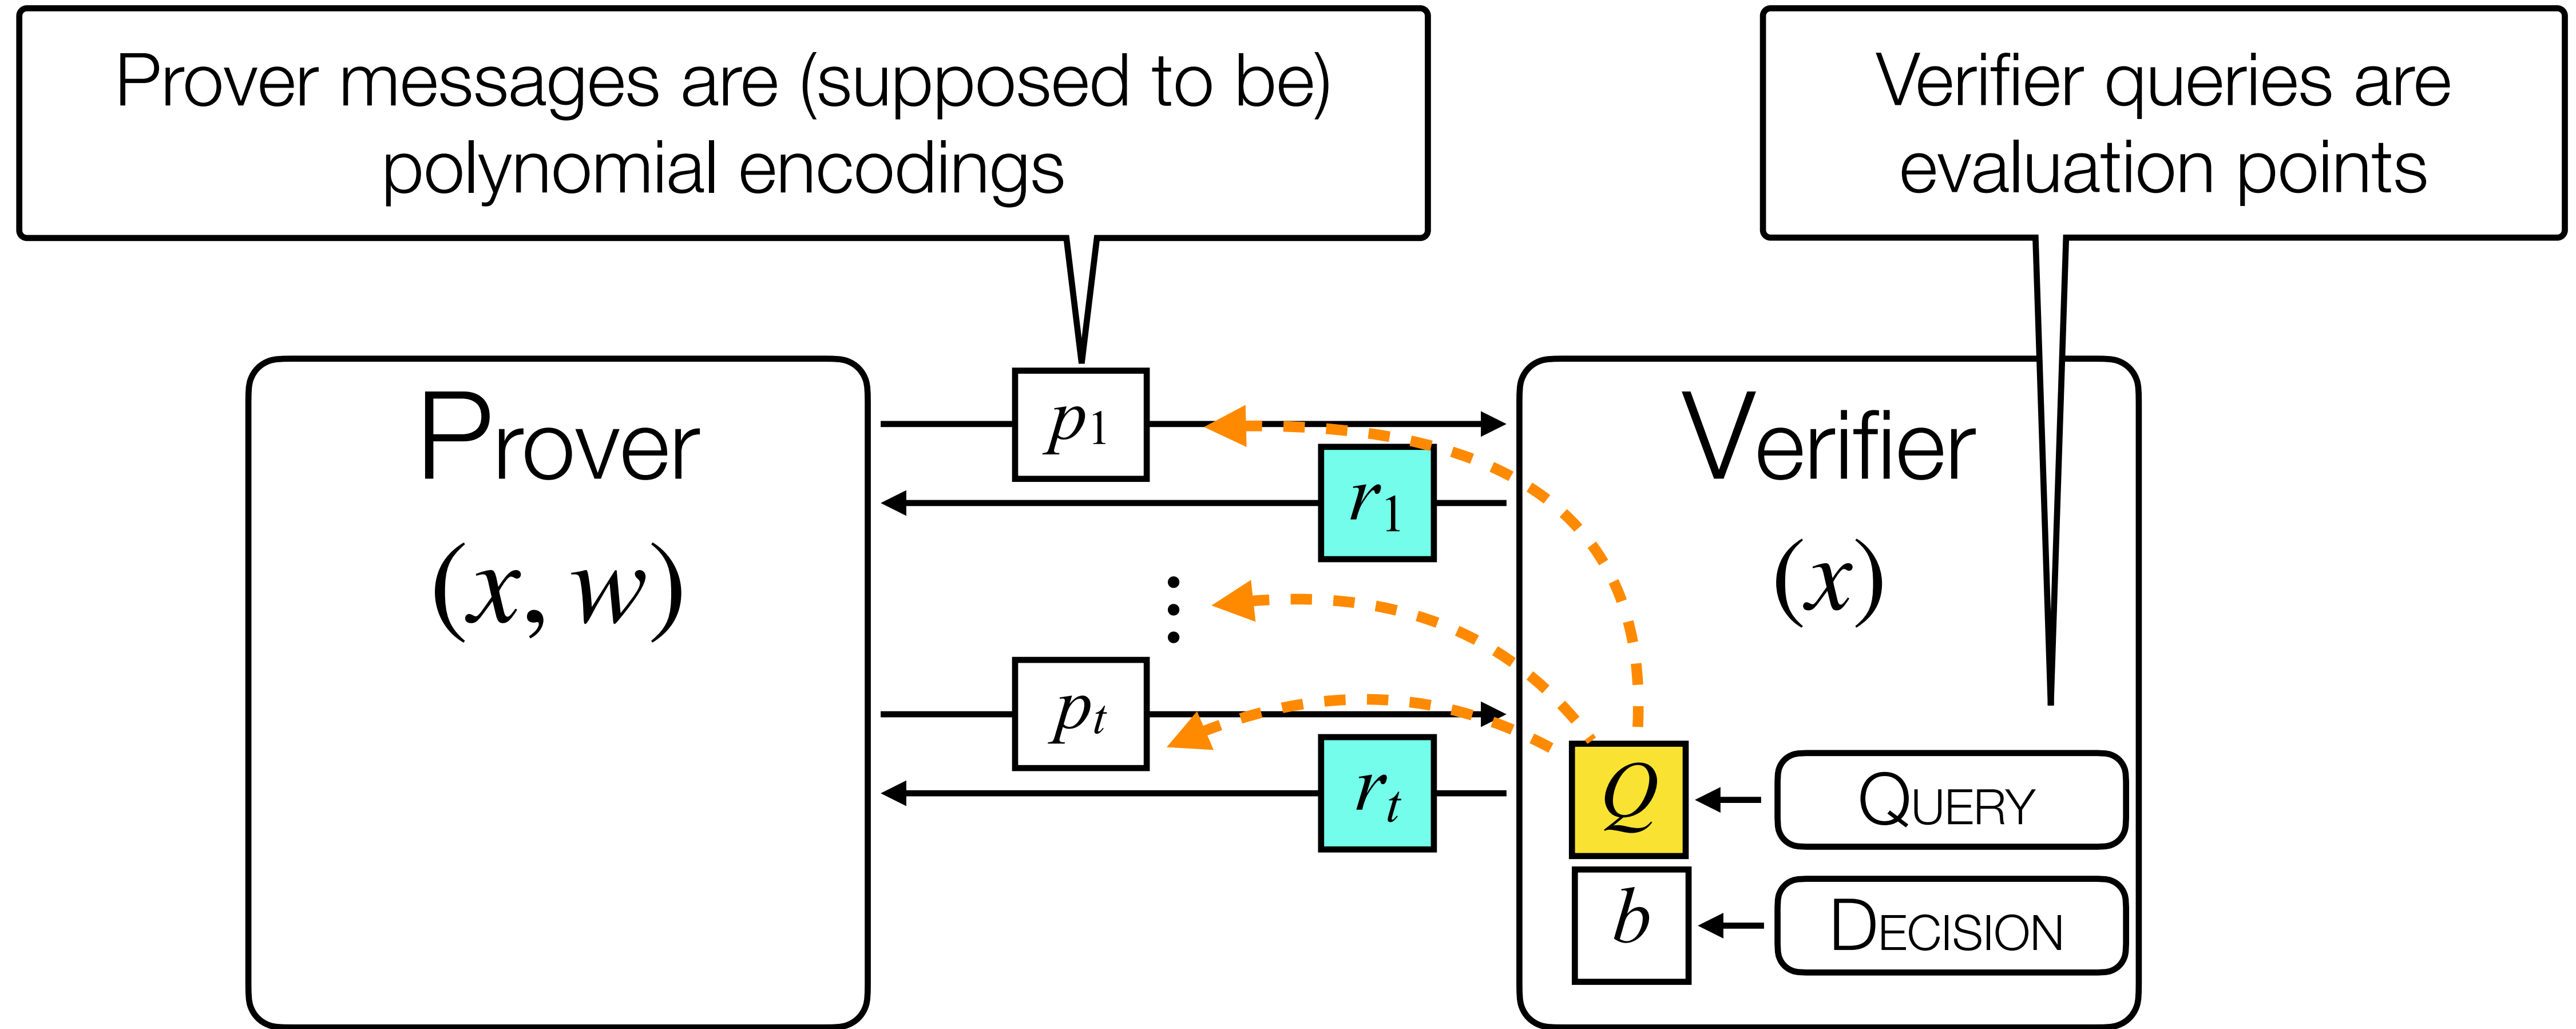 Prover messages are (supposed to be)
polynomial encodings
Verifier queries are
evaluation points
Prover
(x, w)
p₁
r₁
⋮
pₜ
rₜ
Verifier
(x)
Q
QUERY
b
DECISION